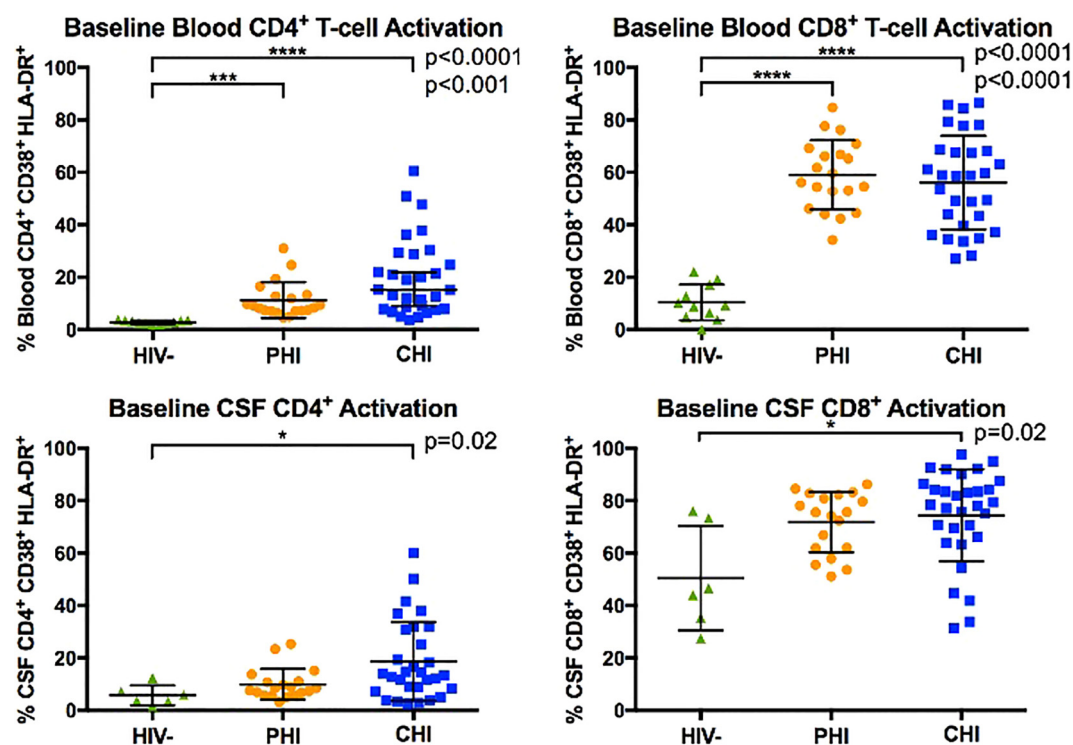 Baseline Blood CD4+ T-cell Activation
****
p<0.0001
***
p<0.001
% Blood CD4+ CD38+ HLA-DR+
100
80
60
40
20
0
HIV- PHI CHI
Baseline Blood CD8+ T-cell Activation
****
p<0.0001
****
p<0.0001
% Blood CD8+ CD38+ HLA-DR+
100
80
60
40
20
0
HIV- PHI CHI
Baseline CSF CD4+ Activation
*
p=0.02
% CSF CD4+ CD38+ HLA-DR+
100
80
60
40
20
0
HIV- PHI CHI
Baseline CSF CD8+ Activation
*
p=0.02
% CSF CD8+ CD38+ HLA-DR+
100
80
60
40
20
0
HIV- PHI CHI